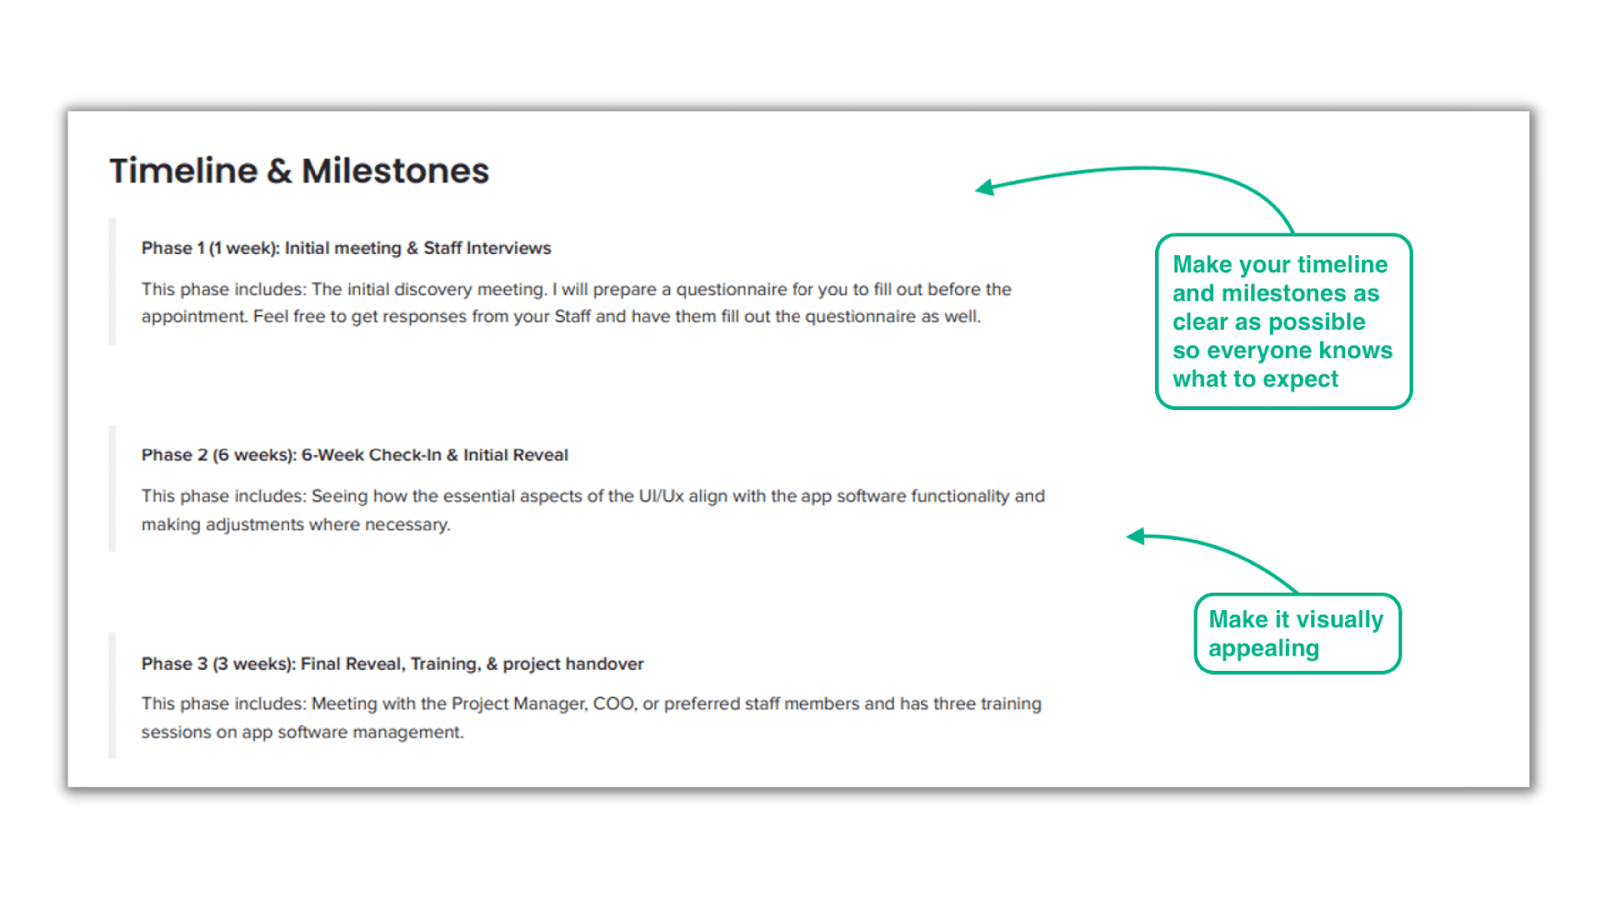 Timeline & Milestones
Phase 1 (1 week): Initial meeting & Staff Interviews
This phase includes: The initial discovery meeting. I will prepare a questionnaire for you to fill out before the
appointment. Feel free to get responses from your Staff and have them fill out the questionnaire as well.
Make your timeline
and milestones as
clear as possible
so everyone knows
what to expect
Phase 2 (6 weeks): 6-Week Check-In & Initial Reveal
This phase includes: Seeing how the essential aspects of the UI/Ux align with the app software functionality and
making adjustments where necessary.
Make it visually
appealing
Phase 3 (3 weeks): Final Reveal, Training, & project handover
This phase includes: Meeting with the Project Manager, COO, or preferred staff members and has three training
sessions on app software management.